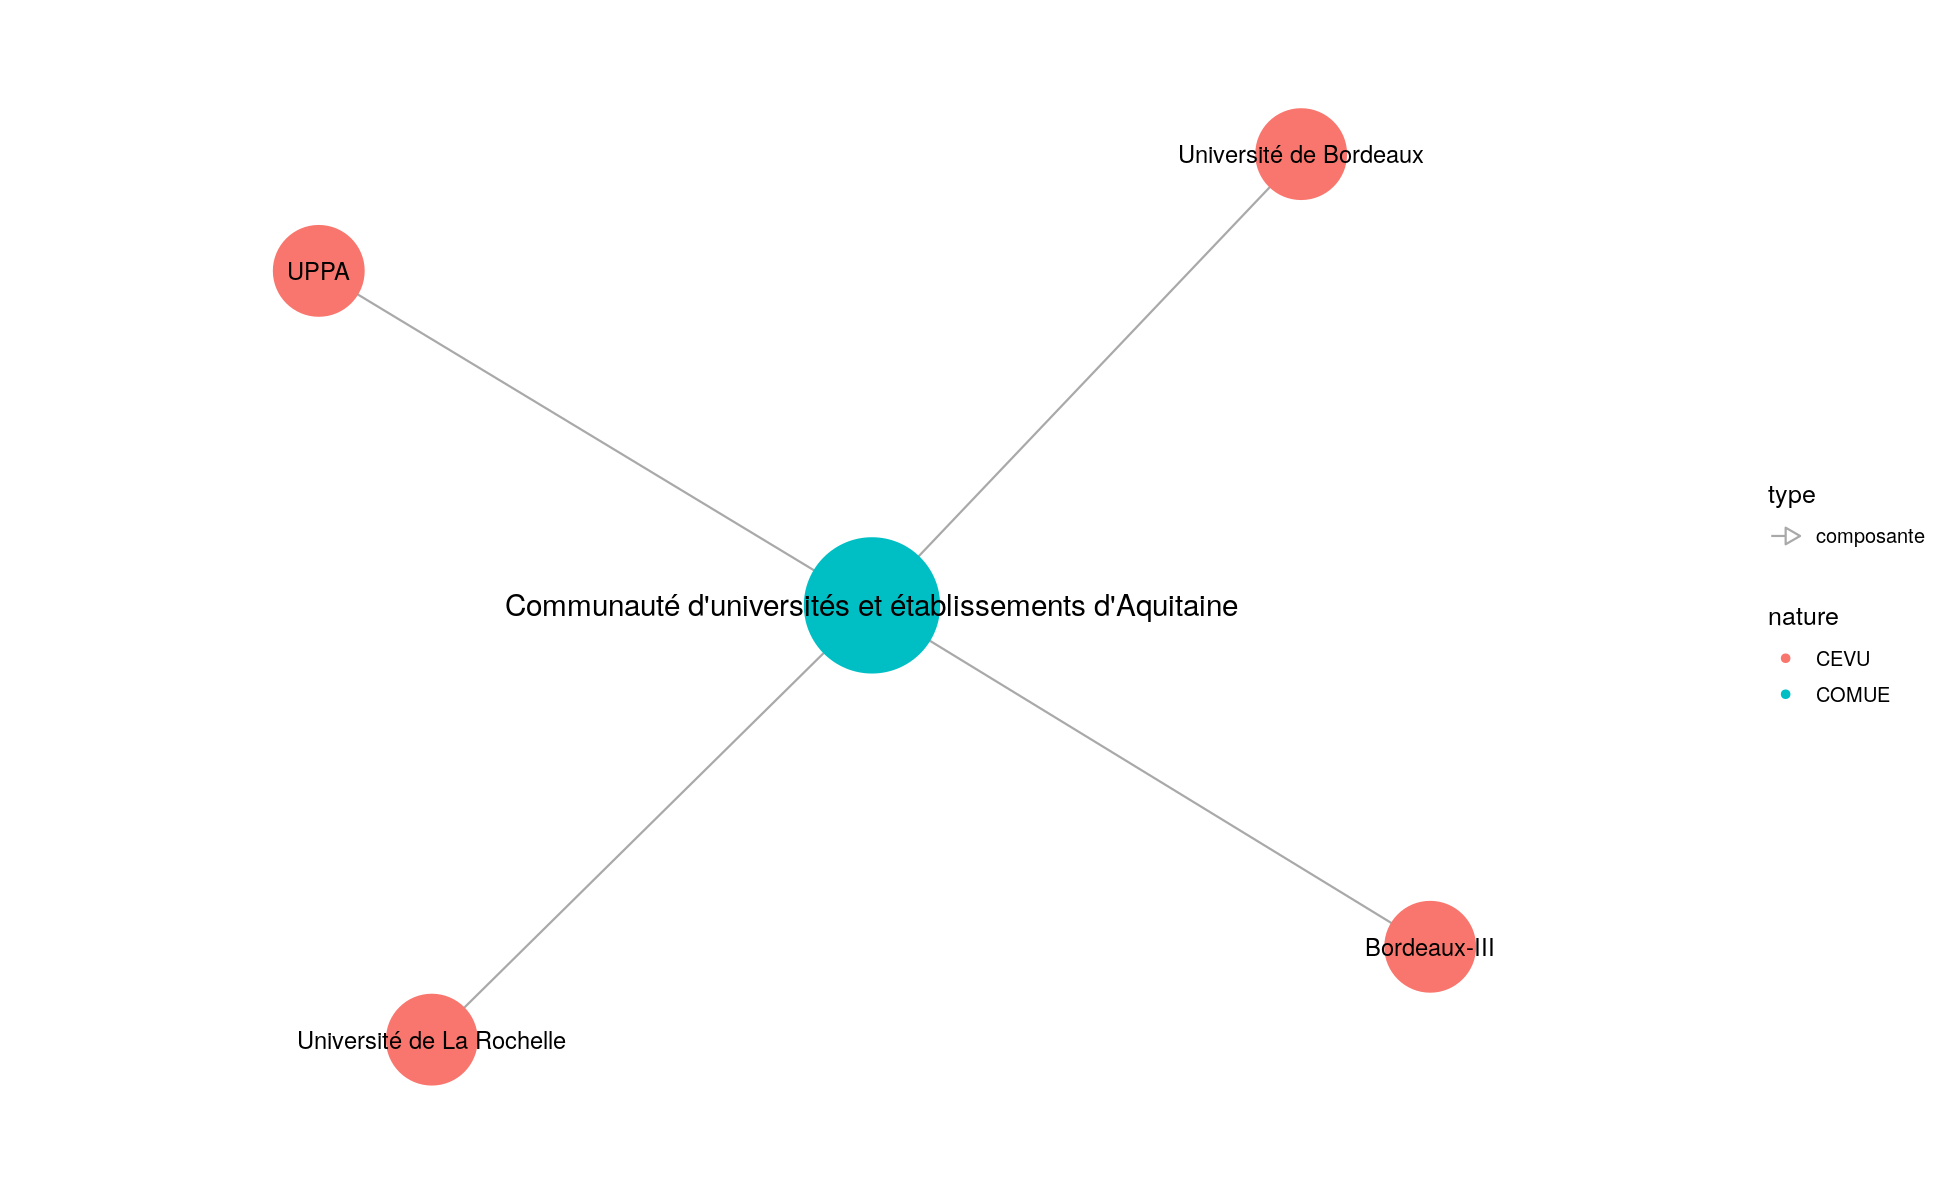 Université de Bordeaux
UPPA
Communauté d'universités et établissements d'Aquitaine
Bordeaux-III
Université de La Rochelle
type
composante
nature
CEVU
COMUE